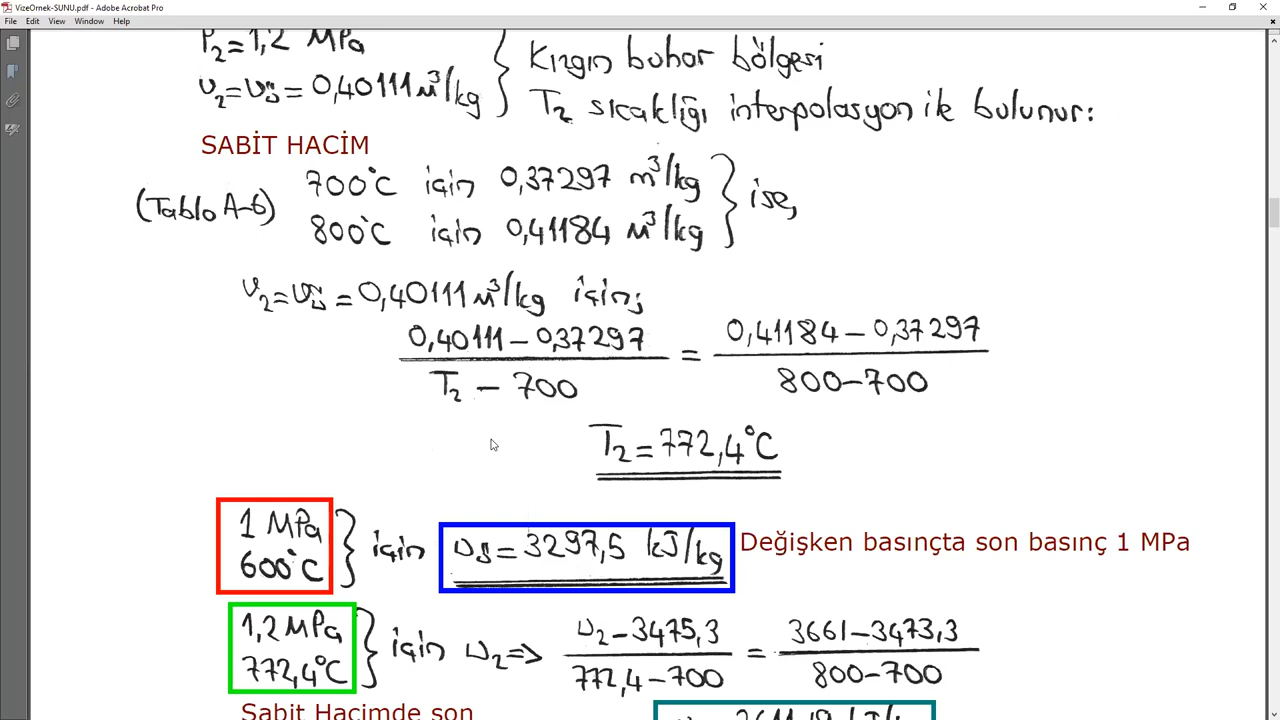 VizeOrnek-SUNU.pdf - Adobe Acrobat Pro
File Edit View Window Help
P₂=1,2 MPa
Kızgın buhar bölgesi
υ₂=υ = 0,40111 m³/kg
T₂ sıcaklığı interpolasyon ile bulunur:
SABİT HACİM
(Tablo A-6)
700°C için 0,37297 m³/kg
800°C için 0,41184 m³/kg
ise,
υ₂=υ = 0,40111 m³/kg için;
0,40111 – 0,37297 = 0,41184 – 0,37297
T₂ – 700 800–700
T₂ = 772,4°C
1 MPa
600°C
için
= 3297,5 kJ/kg
Değişken basınçta son basınç 1 MPa
1,2 MPa
772,4°C
için u₂ ⇒
u₂ – 3475,3 = 3661–3473,3
772,4–700 800–700
Sabit Hacimde son